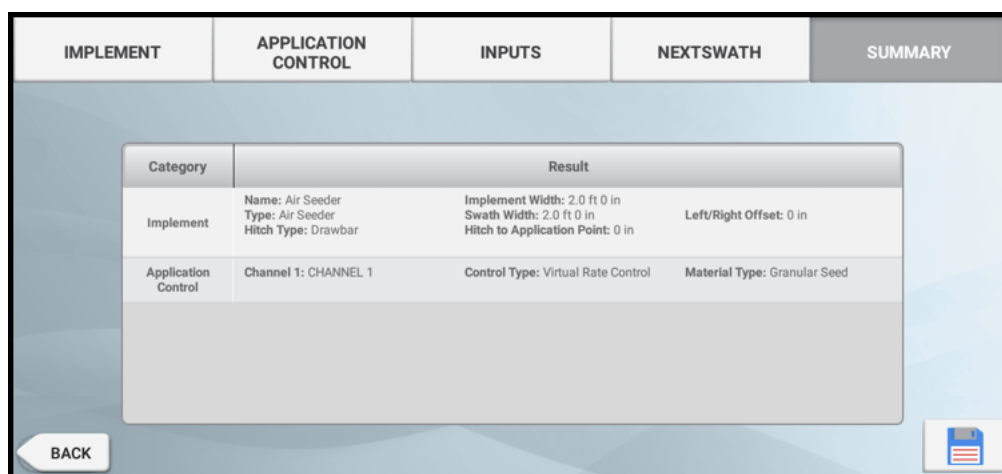 IMPLEMENT
APPLICATION
CONTROL
INPUTS
NEXTSWATH
SUMMARY
Category
Result
Implement
Name: Air Seeder
Type: Air Seeder
Hitch Type: Drawbar
Implement Width: 2.0 ft 0 in
Swath Width: 2.0 ft 0 in
Hitch to Application Point: 0 in
Left/Right Offset: 0 in
Application
Control
Channel 1: CHANNEL 1
Control Type: Virtual Rate Control
Material Type: Granular Seed
BACK